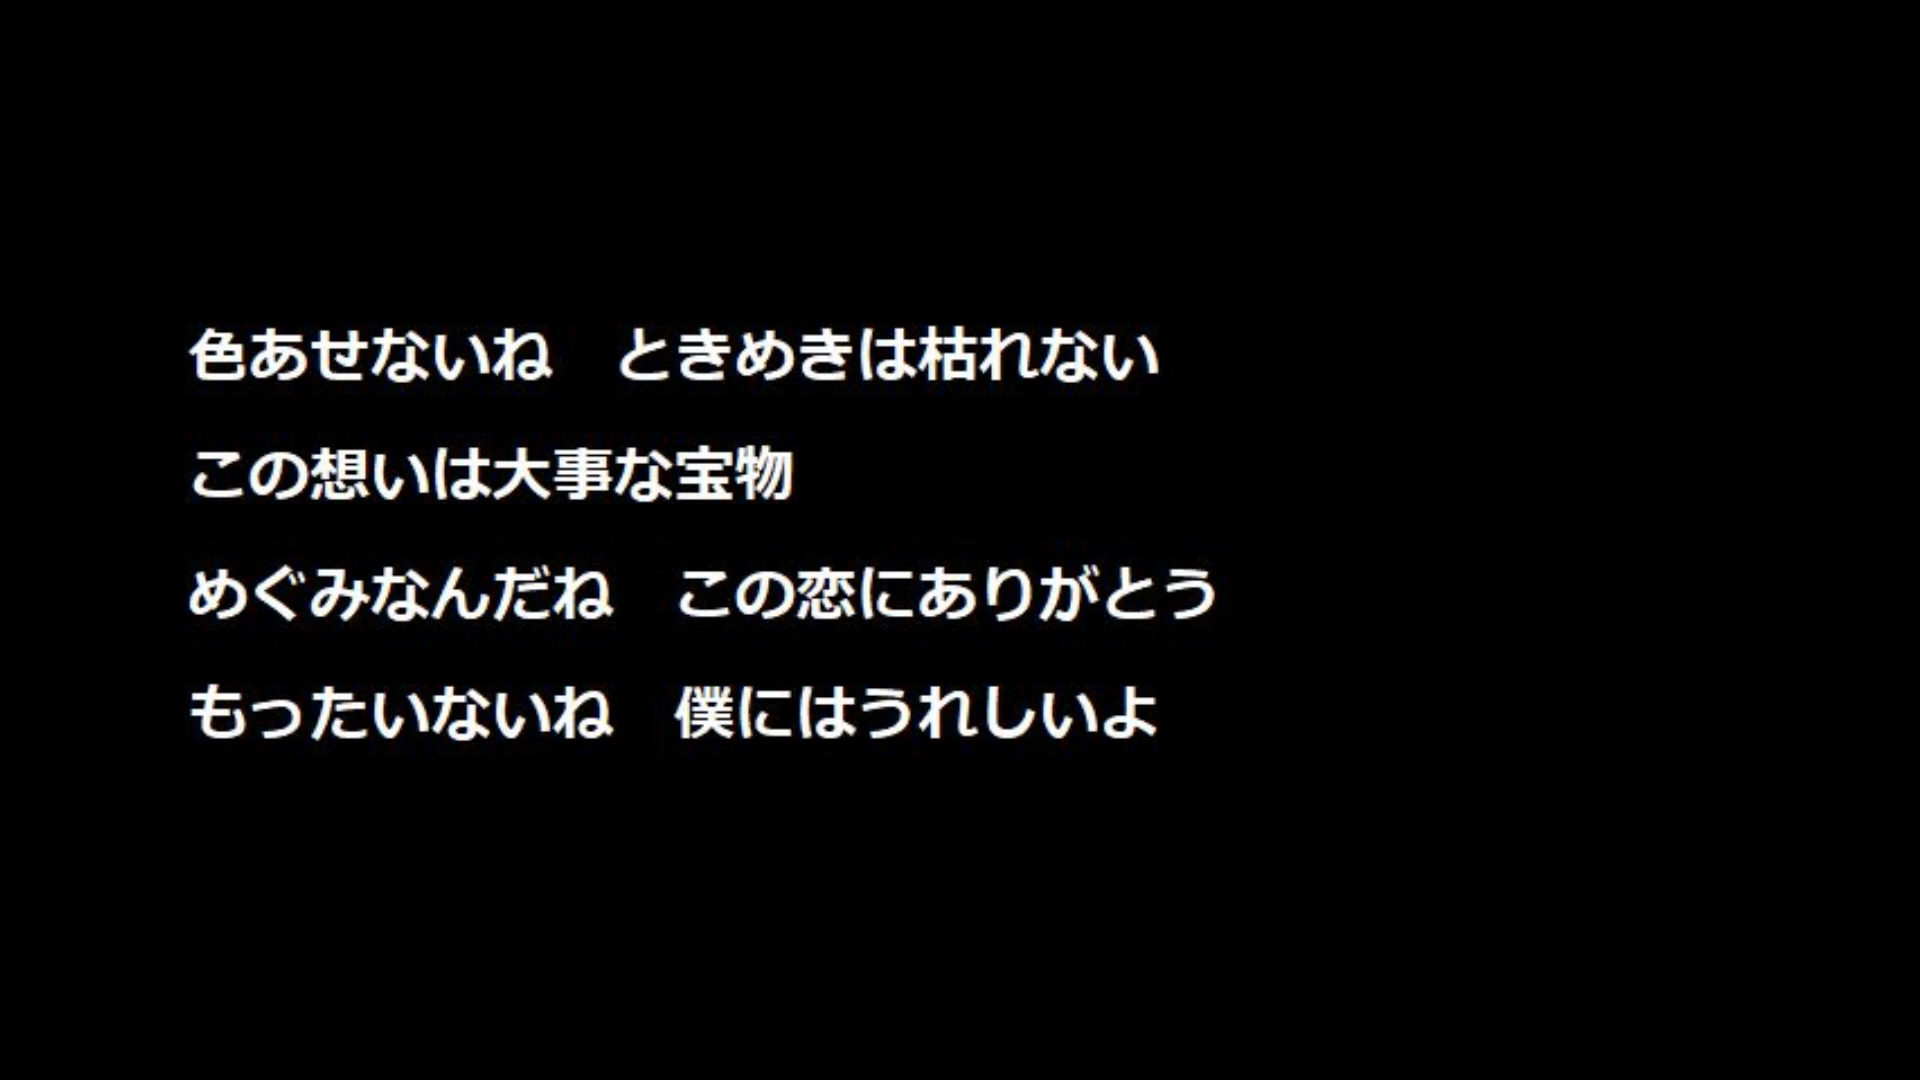 色あせないね　ときめきは枯れない
この想いは大事な宝物
めぐみなんだね　この恋にありがとう
もったいないね　僕にはうれしいよ